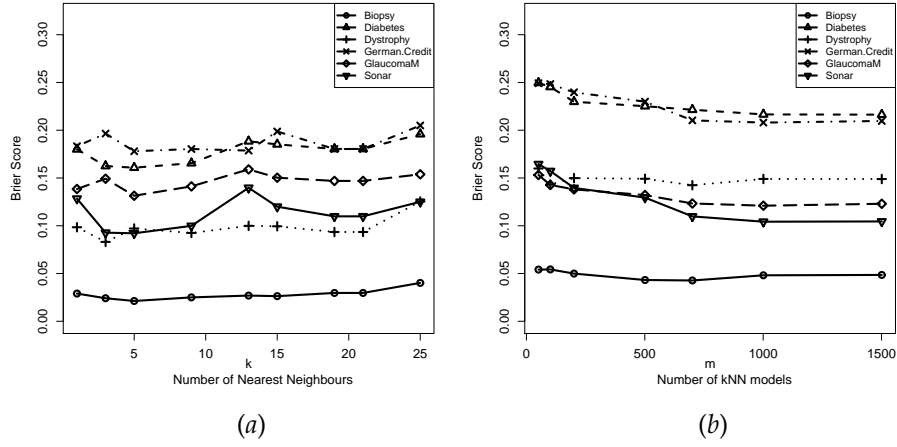 0.30
0.25
0.20
0.15
0.10
0.05
0.00
Brier Score
Biopsy
Diabetes
Dystrophy
German.Credit
GlaucomaM
Sonar
5 10 15 20 25
k
Number of Nearest Neighbours
(a)
0.30
0.25
0.20
0.15
0.10
0.05
0.00
Brier Score
Biopsy
Diabetes
Dystrophy
German.Credit
GlaucomaM
Sonar
0 500 1000 1500
m
Number of kNN models
(b)